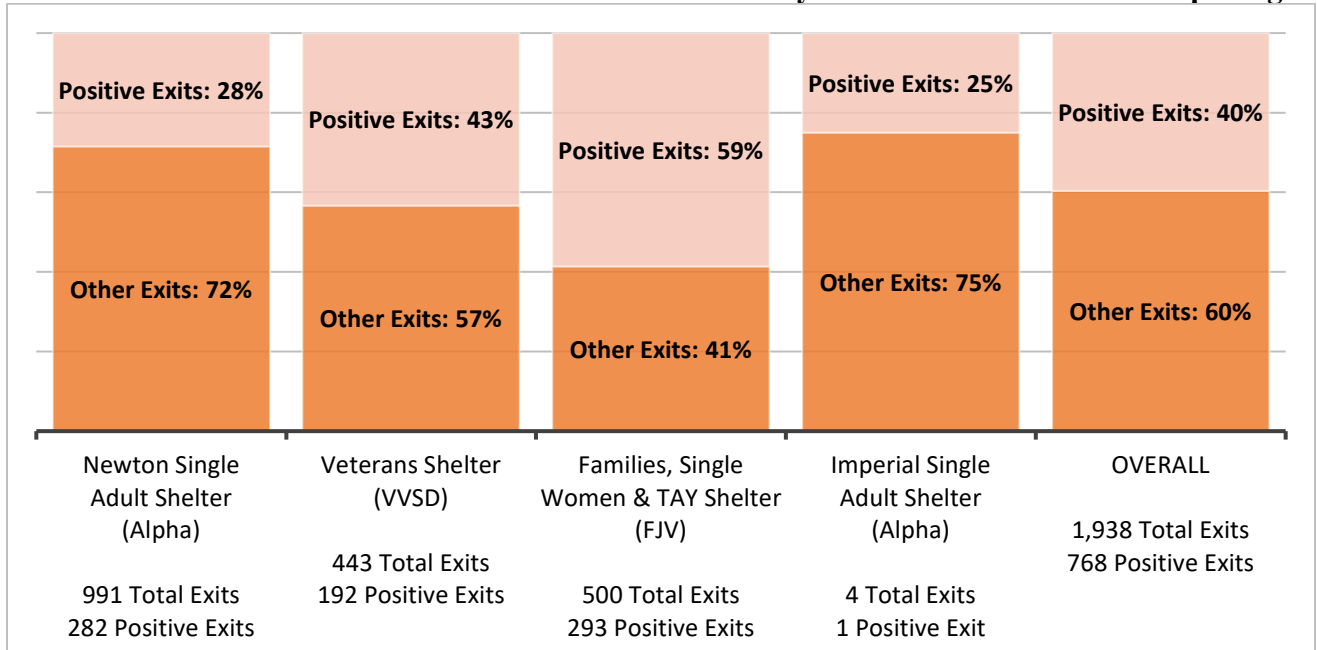 Positive Exits: 28%
Other Exits: 72%
Positive Exits: 43%
Other Exits: 57%
Positive Exits: 59%
Other Exits: 41%
Positive Exits: 25%
Other Exits: 75%
Positive Exits: 40%
Other Exits: 60%
Newton Single
Adult Shelter
(Alpha)
991 Total Exits
282 Positive Exits
Veterans Shelter
(VVSD)
443 Total Exits
192 Positive Exits
Families, Single
Women & TAY Shelter
(FJV)
500 Total Exits
293 Positive Exits
Imperial Single
Adult Shelter
(Alpha)
4 Total Exits
1 Positive Exit
OVERALL
1,938 Total Exits
768 Positive Exits